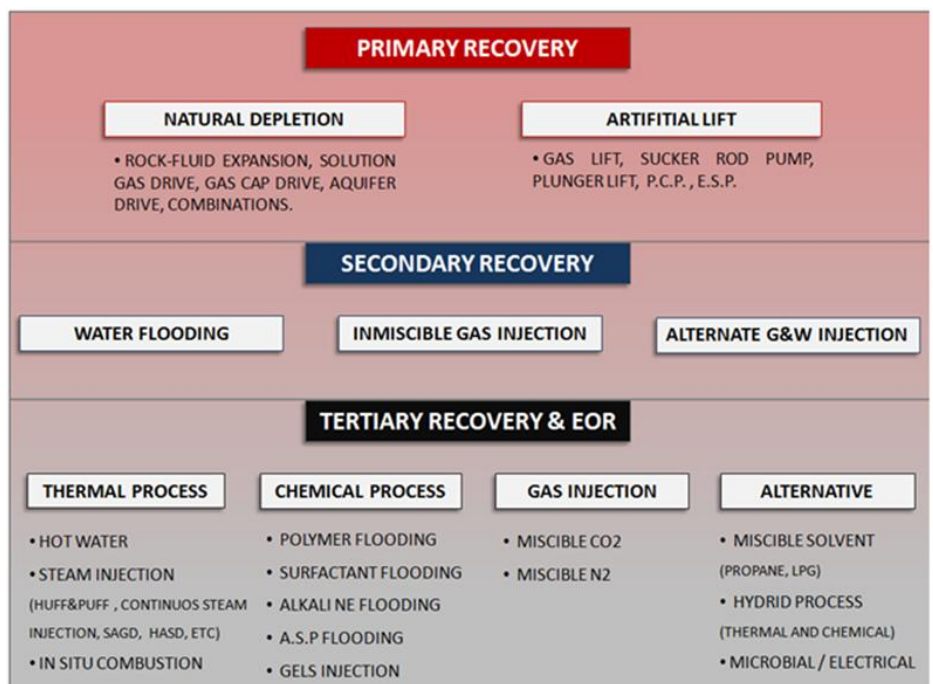 PRIMARY RECOVERY
NATURAL DEPLETION
• ROCK-FLUID EXPANSION, SOLUTION
GAS DRIVE, GAS CAP DRIVE, AQUIFER
DRIVE, COMBINATIONS.
ARTIFITIAL LIFT
• GAS LIFT, SUCKER ROD PUMP,
PLUNGER LIFT, P.C.P. , E.S.P.
SECONDARY RECOVERY
WATER FLOODING
INMISCIBLE GAS INJECTION
ALTERNATE G&W INJECTION
TERTIARY RECOVERY & EOR
THERMAL PROCESS
• HOT WATER
• STEAM INJECTION
(HUFF&PUFF , CONTINUOS STEAM
INJECTION, SAGD, HASD, ETC)
• IN SITU COMBUSTION
CHEMICAL PROCESS
• POLYMER FLOODING
• SURFACTANT FLOODING
• ALKALI NE FLOODING
• A.S.P FLOODING
• GELS INJECTION
GAS INJECTION
• MISCIBLE CO2
• MISCIBLE N2
ALTERNATIVE
• MISCIBLE SOLVENT
(PROPANE, LPG)
• HYDRID PROCESS
(THERMAL AND CHEMICAL)
• MICROBIAL / ELECTRICAL